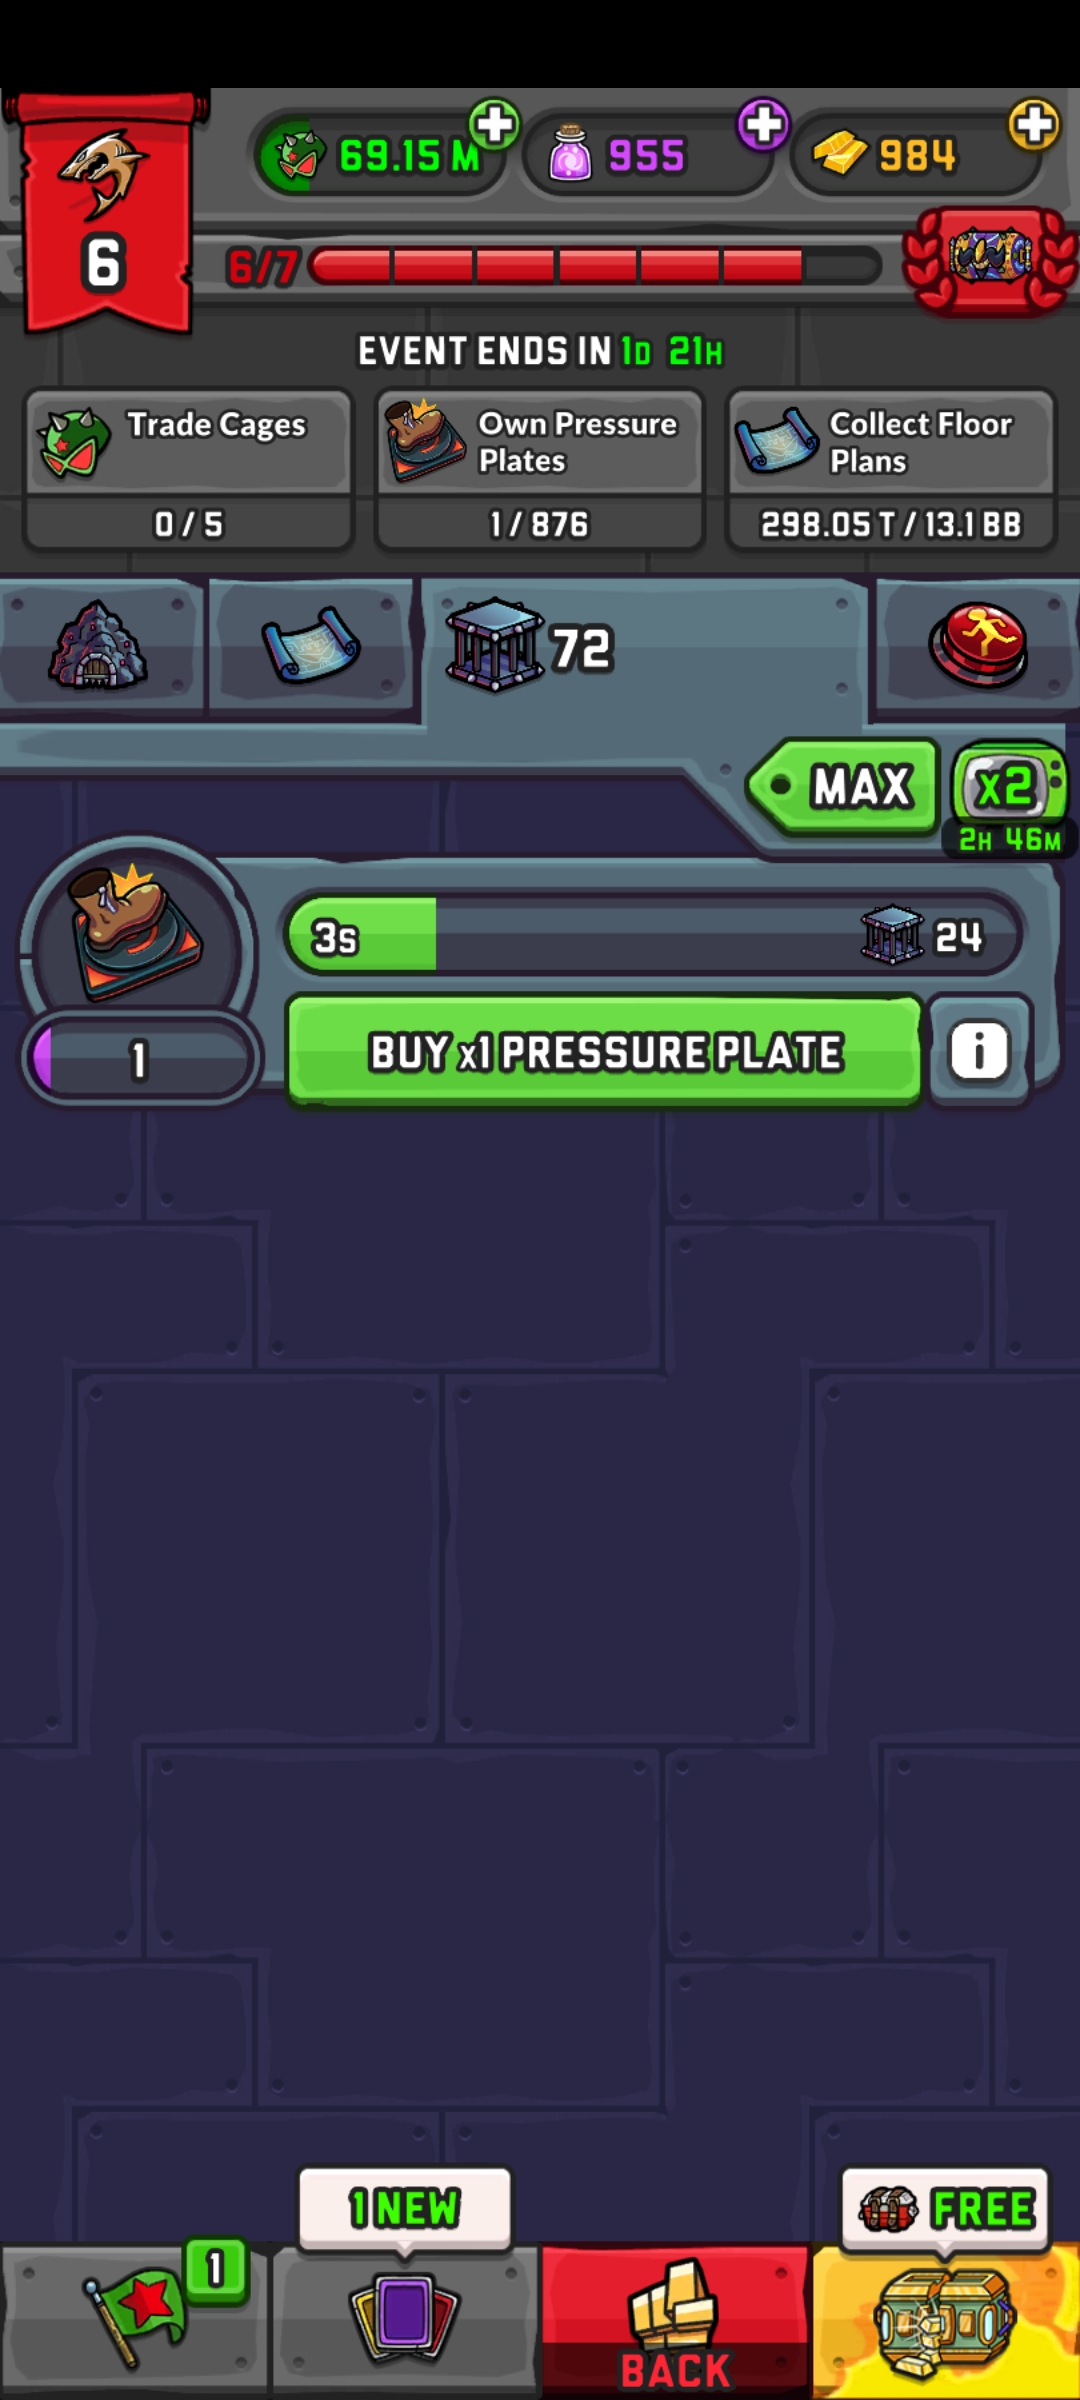 69.15 M
955
984
6
6/7
EVENT ENDS IN 1D 21H
Trade Cages
0 / 5
Own Pressure
Plates
1 / 876
Collect Floor
Plans
298.05 T / 13.1 BB
72
MAX
x2
2H 46M
3s
24
1
BUY x1 PRESSURE PLATE
i
1 NEW
FREE
1
BACK